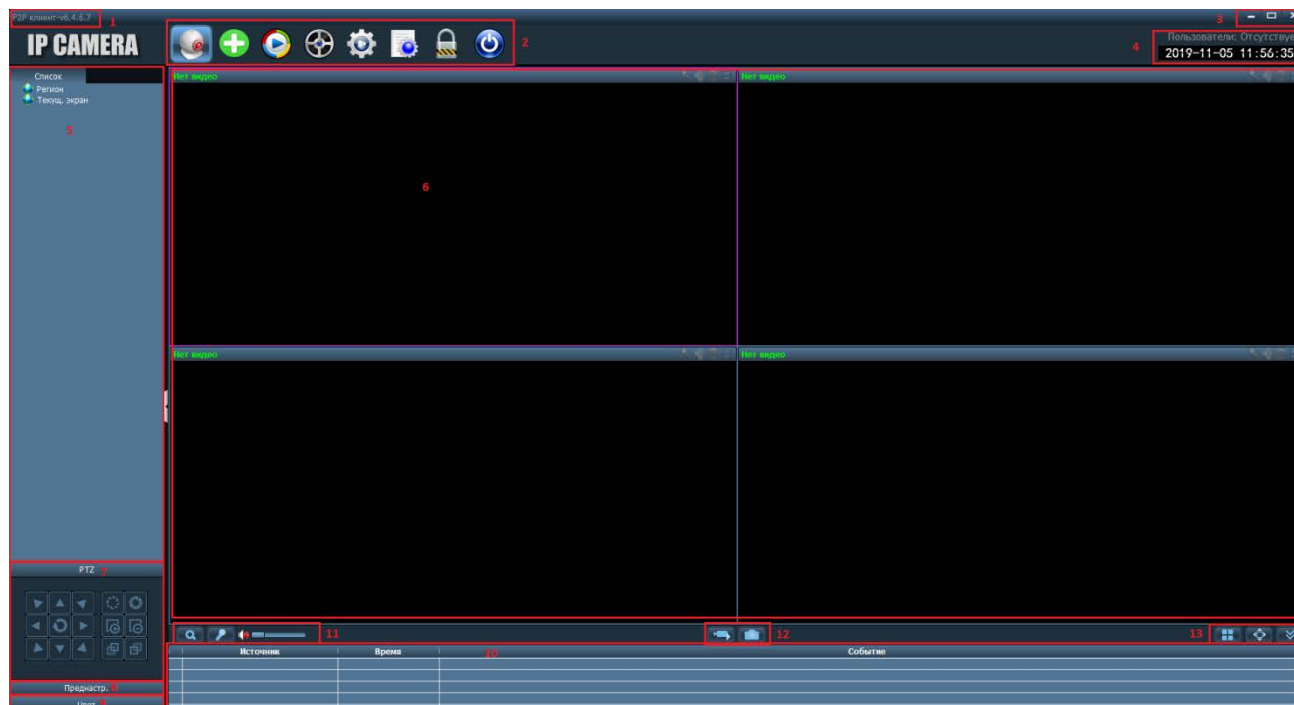 P2P клиент-v6.4.6.7
1
3
IP CAMERA
2
4
Пользователи: Отсутствуе
2019-11-05 11:56:35
Список
Регион
Текущ. экран
5
Нет видео
Нет видео
6
Нет видео
Нет видео
PTZ 7
11
12
13
Источник
Время
10
Событие
Преднастр. 8
Цвет 9